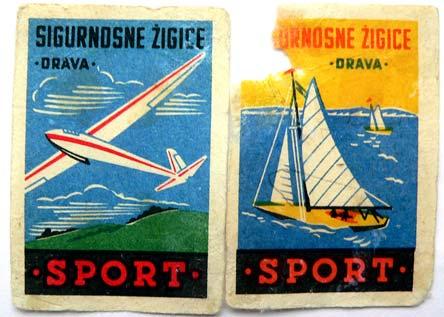 SIGURNOSNE ŽIGICE
·DRAVA·
·SPORT·
RNOSNE ŽIGICE
·DRAVA·
·SPORT·